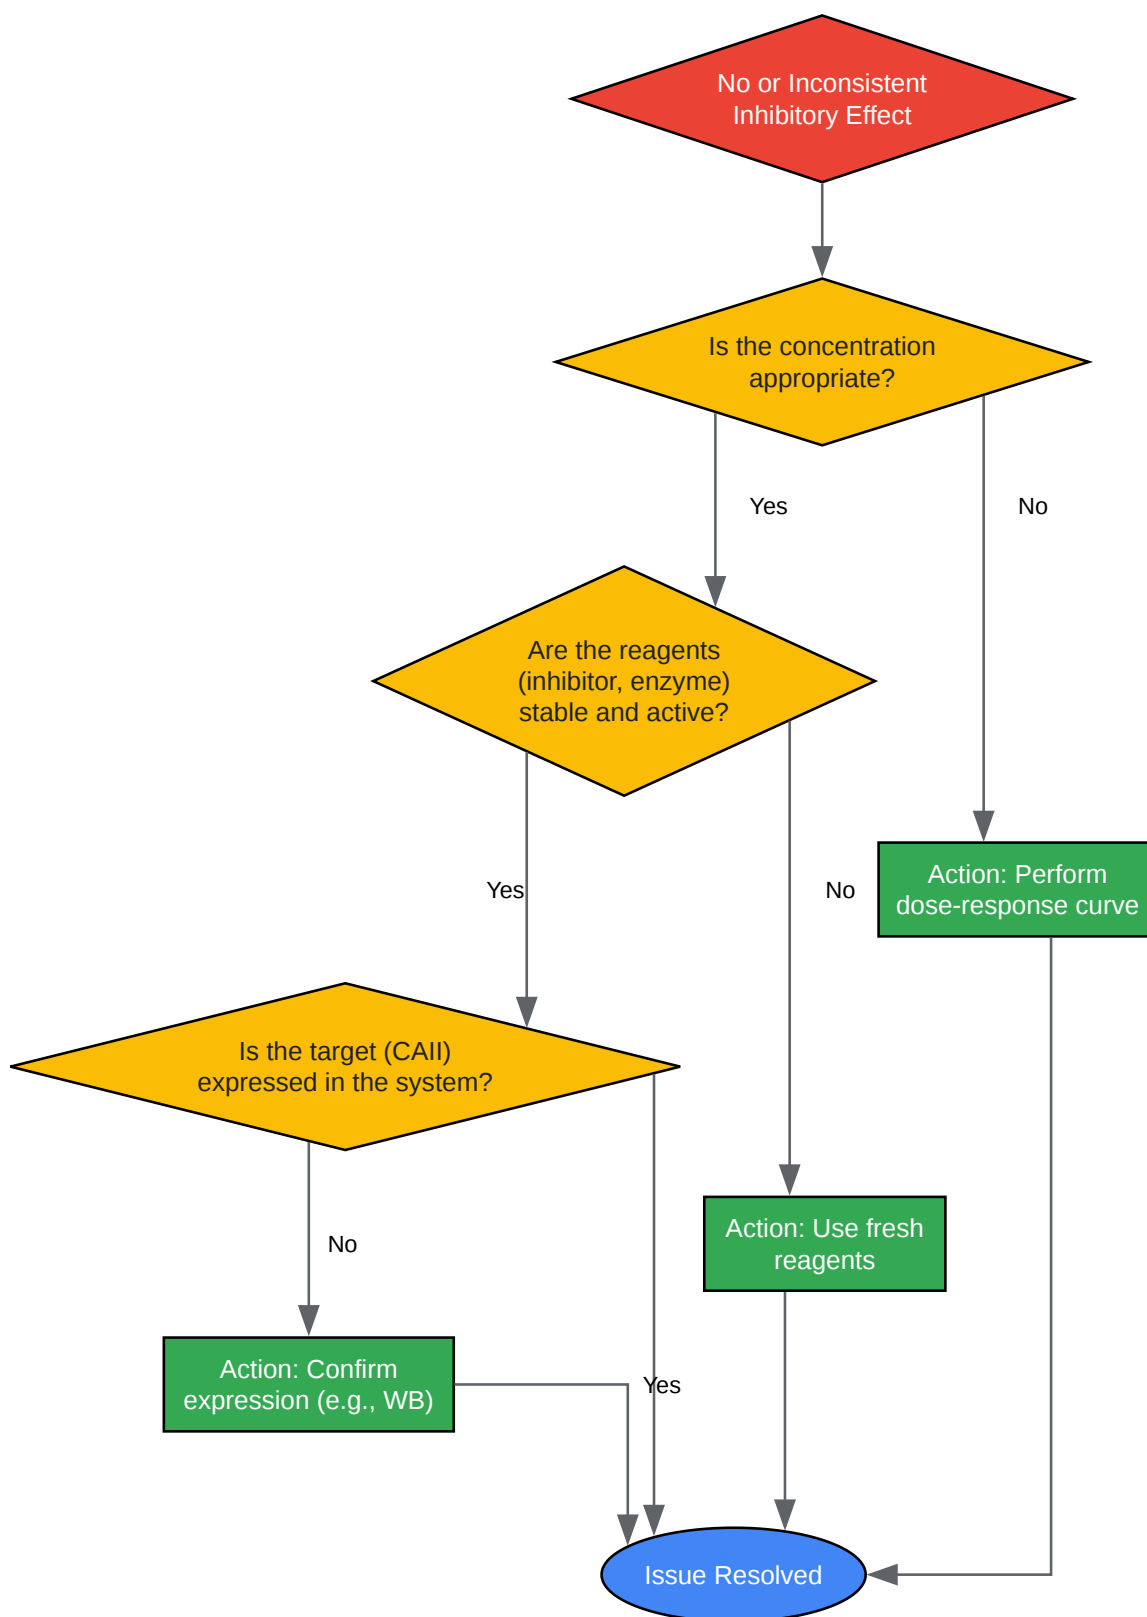 No or Inconsistent
Inhibitory Effect
Is the concentration
appropriate?
Yes
No
Are the reagents
(inhibitor, enzyme)
stable and active?
Action: Perform
dose-response curve
Yes
No
Is the target (CAII)
expressed in the system?
Action: Use fresh
reagents
No
Action: Confirm
expression (e.g., WB)
Yes
Issue Resolved